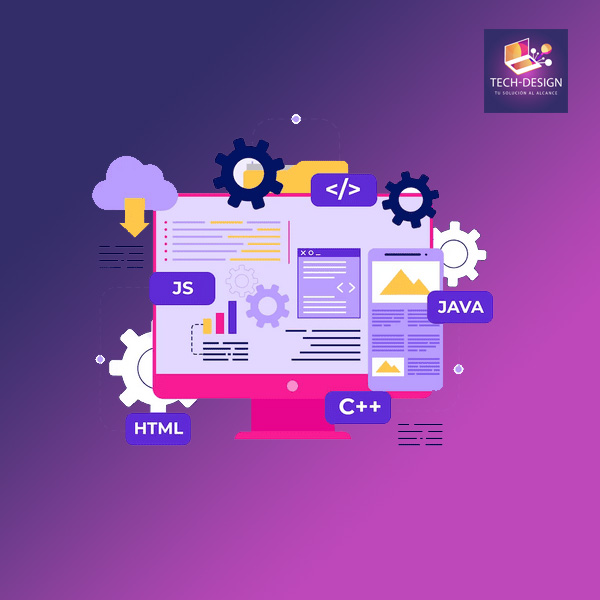 TECH-DESIGN
TU SOLUCIÓN AL ALCANCE
</>
JS
< >
JAVA
C++
HTML